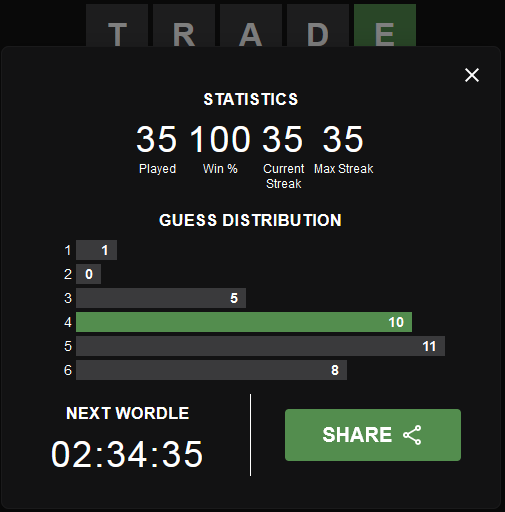 TRADE
STATISTICS
35 100 35 35
Played Win % Current Streak Max Streak
GUESS DISTRIBUTION
1 1
2 0
3 5
4 10
5 11
6 8
NEXT WORDLE
02:34:35
SHARE